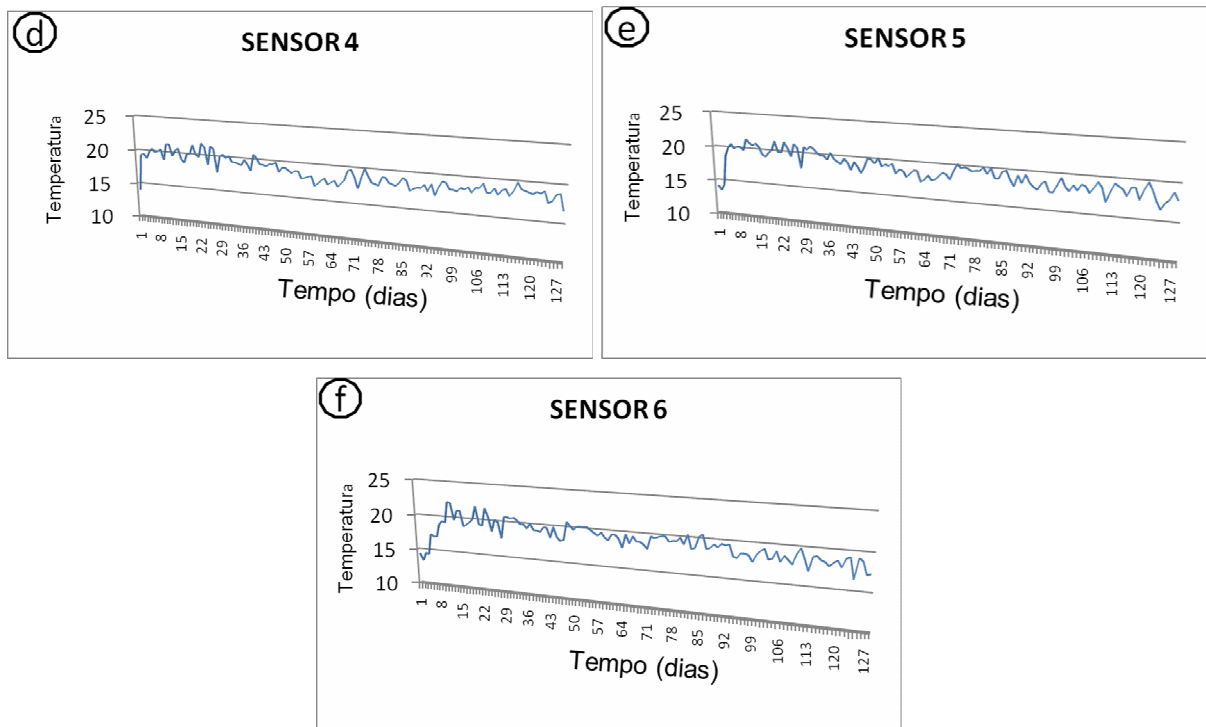 d
SENSOR 4
Temperatura
25
20
15
10
1 8 15 22 29 36 43 50 57 64 71 78 85 92 99 106 113 120 127
Tempo (dias)
e
SENSOR 5
Temperatura
25
20
15
10
1 8 15 22 29 36 43 50 57 64 71 78 85 92 99 106 113 120 127
Tempo (dias)
f
SENSOR 6
Temperatura
25
20
15
10
1 8 15 22 29 36 43 50 57 64 71 78 85 92 99 106 113 120 127
Tempo (dias)